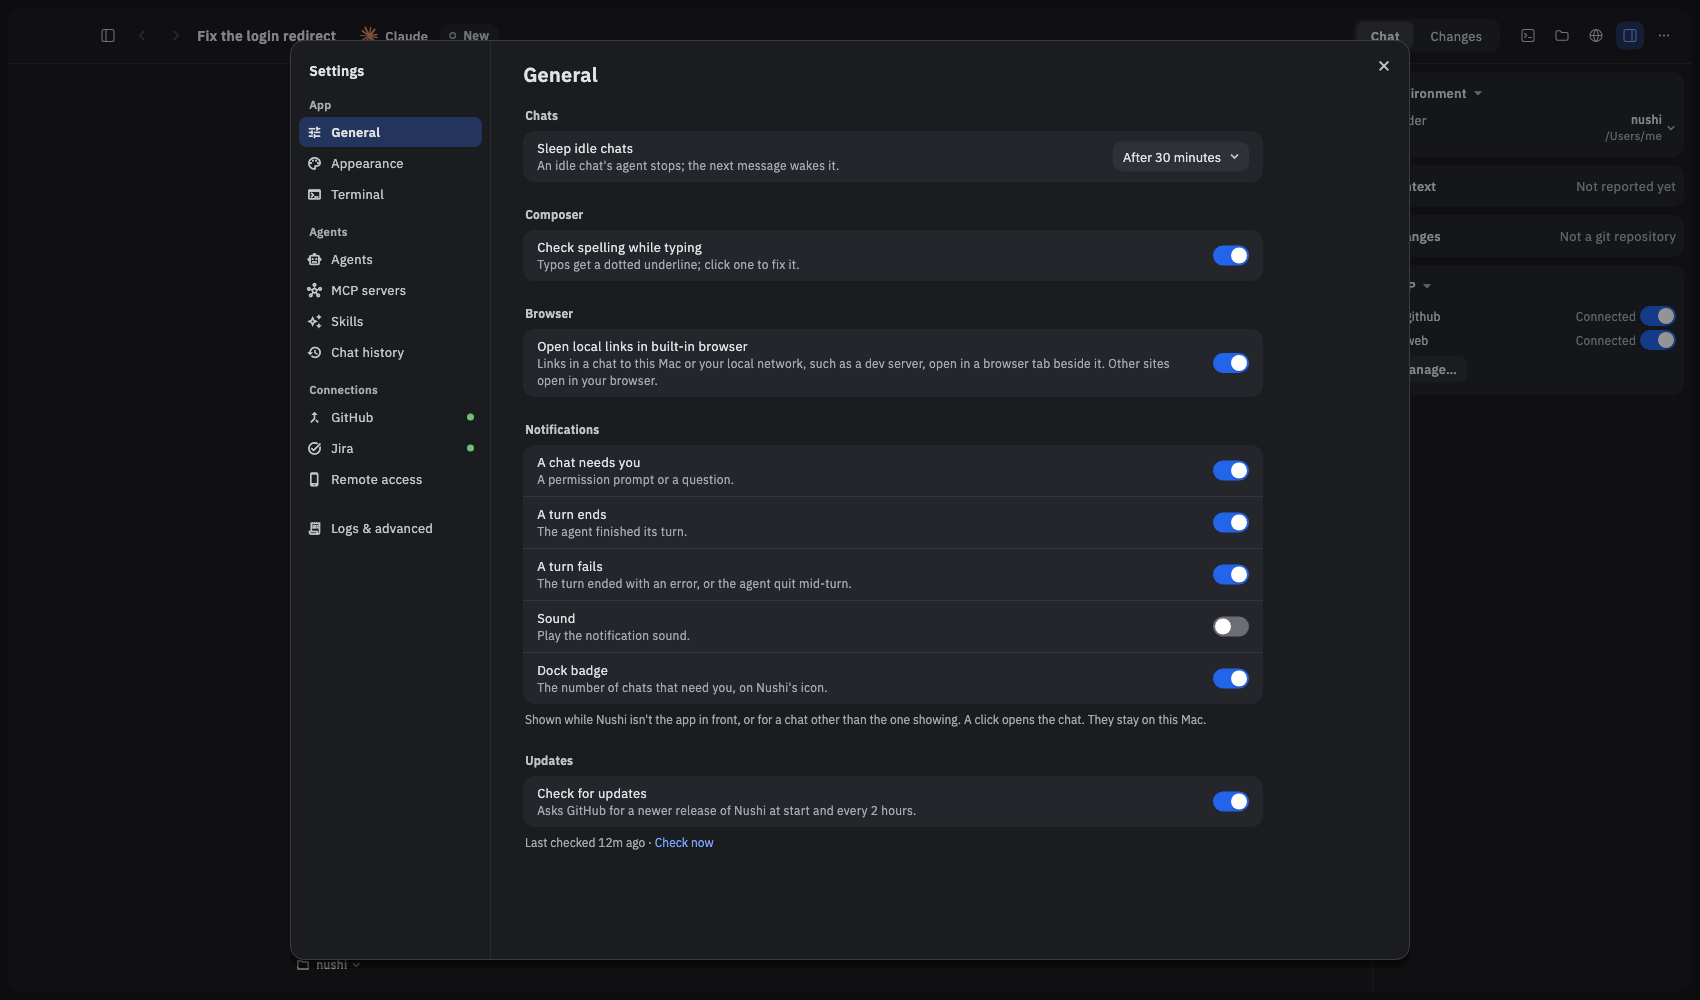 Fix the login redirect
Claude
New
Chat
Changes
Settings
App
General
Appearance
Terminal
Agents
Agents
MCP servers
Skills
Chat history
Connections
GitHub
Jira
Remote access
Logs & advanced
General
Chats
Sleep idle chats
An idle chat's agent stops; the next message wakes it.
After 30 minutes
Composer
Check spelling while typing
Typos get a dotted underline; click one to fix it.
Browser
Open local links in built-in browser
Links in a chat to this Mac or your local network, such as a dev server, open in a browser tab beside it. Other sites
open in your browser.
Notifications
A chat needs you
A permission prompt or a question.
A turn ends
The agent finished its turn.
A turn fails
The turn ended with an error, or the agent quit mid-turn.
Sound
Play the notification sound.
Dock badge
The number of chats that need you, on Nushi's icon.
Shown while Nushi isn't the app in front, or for a chat other than the one showing. A click opens the chat. They stay on this Mac.
Updates
Check for updates
Asks GitHub for a newer release of Nushi at start and every 2 hours.
Last checked 12m ago · Check now
ironment
der
nushi
/Users/me
text
Not reported yet
anges
Not a git repository
P
github
Connected
web
Connected
anage...
nushi